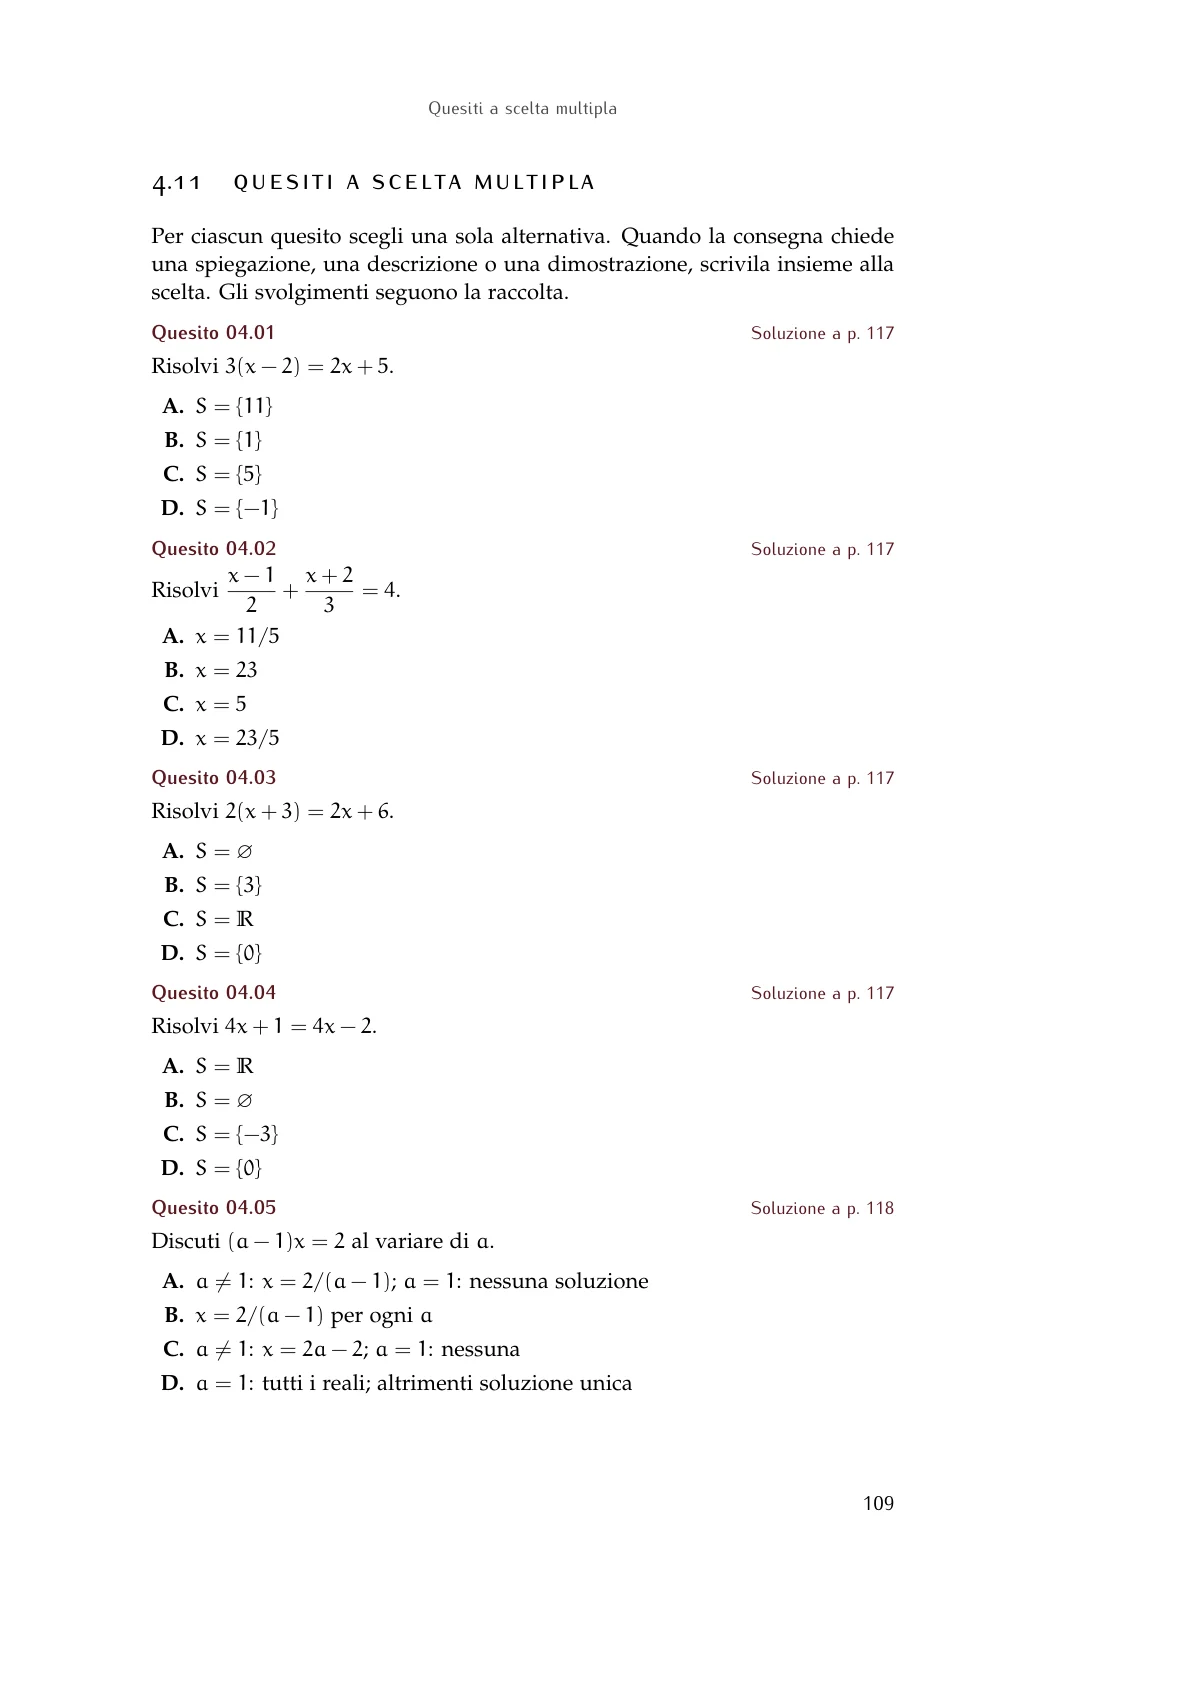 Quesiti a scelta multipla
4.11 QUESITI A SCELTA MULTIPLA
Per ciascun quesito scegli una sola alternativa. Quando la consegna chiede
una spiegazione, una descrizione o una dimostrazione, scrivila insieme alla
scelta. Gli svolgimenti seguono la raccolta.
Quesito 04.01 Soluzione a p. 117
Risolvi 3(x − 2) = 2x + 5.
A. S = {11}
B. S = {1}
C. S = {5}
D. S = {−1}
Quesito 04.02 Soluzione a p. 117
Risolvi \frac{x − 1}{2} + \frac{x + 2}{3} = 4.
A. x = 11/5
B. x = 23
C. x = 5
D. x = 23/5
Quesito 04.03 Soluzione a p. 117
Risolvi 2(x + 3) = 2x + 6.
A. S = ∅
B. S = {3}
C. S = ℝ
D. S = {0}
Quesito 04.04 Soluzione a p. 117
Risolvi 4x + 1 = 4x − 2.
A. S = ℝ
B. S = ∅
C. S = {−3}
D. S = {0}
Quesito 04.05 Soluzione a p. 118
Discuti (a − 1)x = 2 al variare di a.
A. a ≠ 1: x = 2/(a − 1); a = 1: nessuna soluzione
B. x = 2/(a − 1) per ogni a
C. a ≠ 1: x = 2a − 2; a = 1: nessuna
D. a = 1: tutti i reali; altrimenti soluzione unica
109